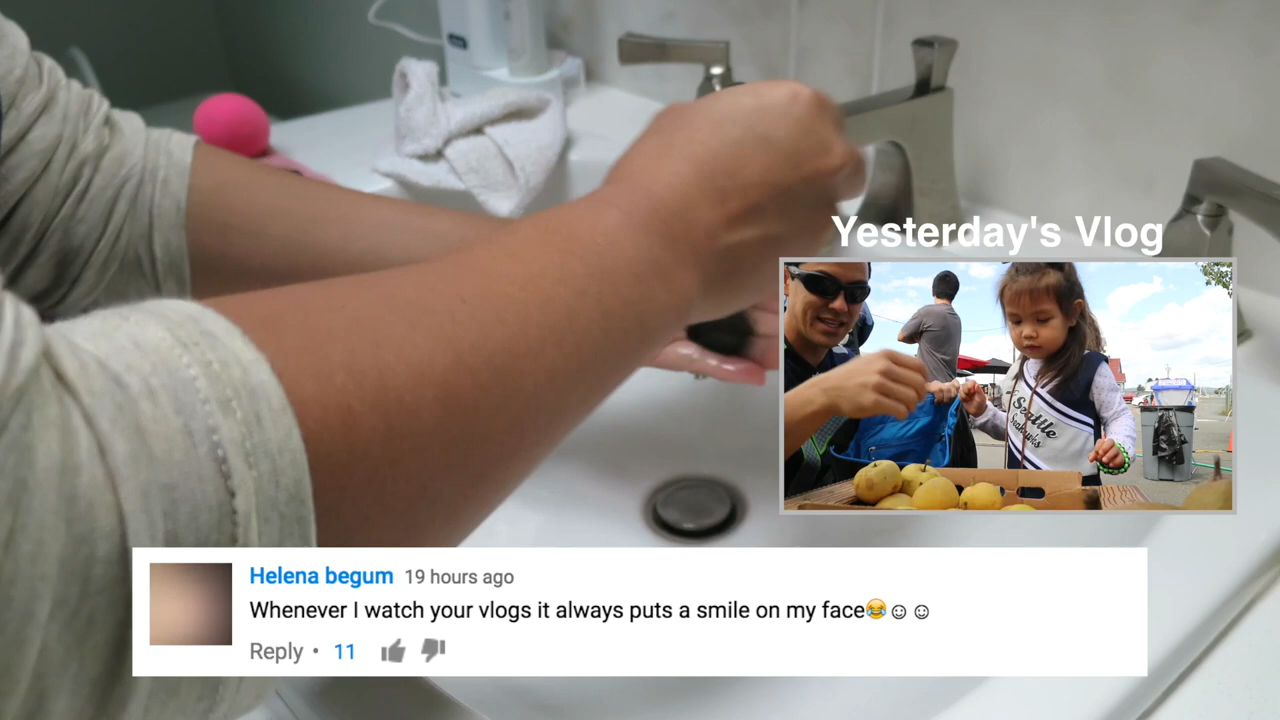 Yesterday's Vlog
Seattle
Seahawks
Helena begum 19 hours ago
Whenever I watch your vlogs it always puts a smile on my face😂☺☺
Reply • 11